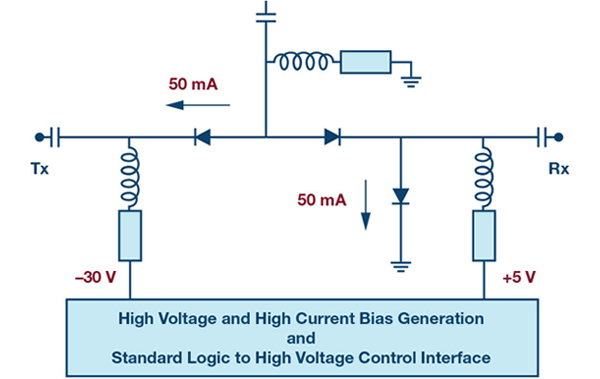 50 mA
Tx
Rx
50 mA
–30 V
+5 V
High Voltage and High Current Bias Generation
and
Standard Logic to High Voltage Control Interface